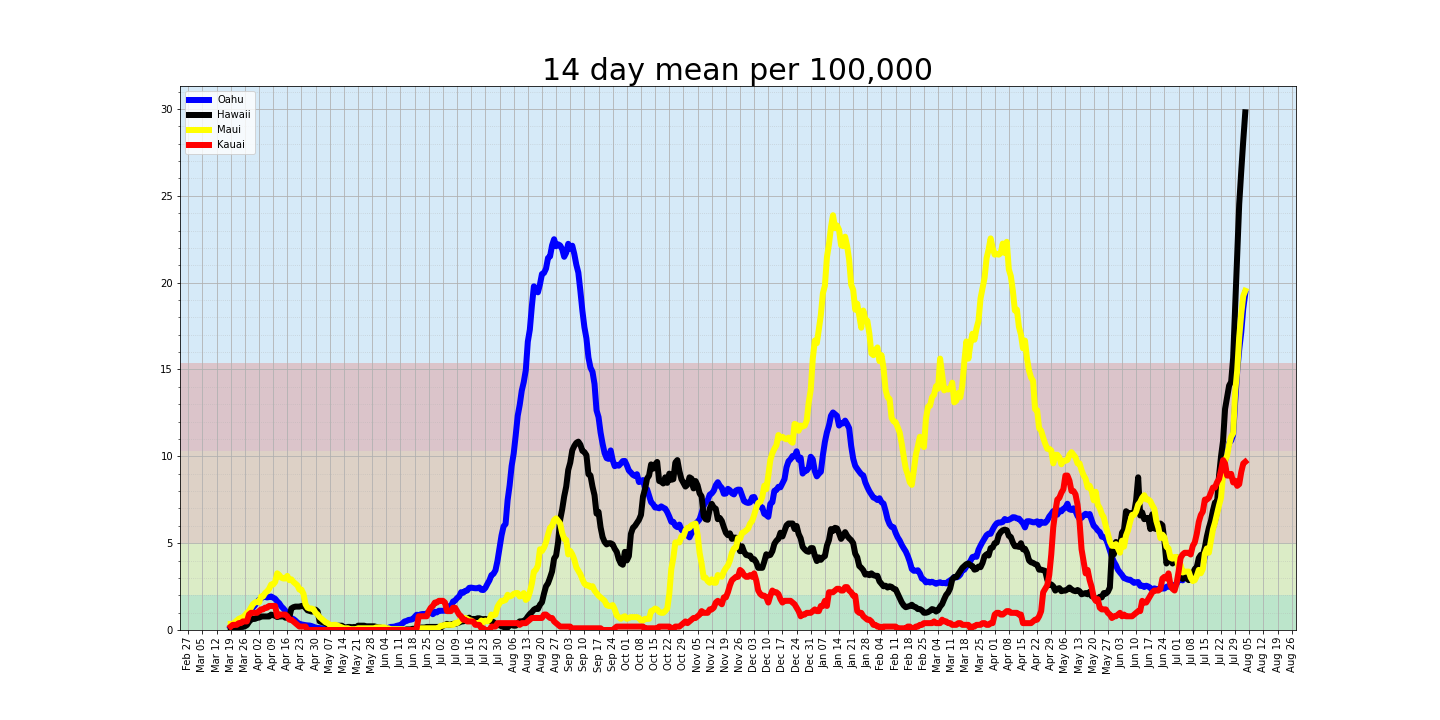 14 day mean per 100,000
Oahu
Hawaii
Maui
Kauai
30
25
20
15
10
5
0
Feb 27
Mar 05
Mar 12
Mar 19
Mar 26
Apr 02
Apr 09
Apr 16
Apr 23
Apr 30
May 07
May 14
May 21
May 28
Jun 04
Jun 11
Jun 18
Jun 25
Jul 02
Jul 09
Jul 16
Jul 23
Jul 30
Aug 06
Aug 13
Aug 20
Aug 27
Sep 03
Sep 10
Sep 17
Sep 24
Oct 01
Oct 08
Oct 15
Oct 22
Oct 29
Nov 05
Nov 12
Nov 19
Nov 26
Dec 03
Dec 10
Dec 17
Dec 24
Dec 31
Jan 07
Jan 14
Jan 21
Jan 28
Feb 04
Feb 11
Feb 18
Feb 25
Mar 04
Mar 11
Mar 18
Mar 25
Apr 01
Apr 08
Apr 15
Apr 22
Apr 29
May 06
May 13
May 20
May 27
Jun 03
Jun 10
Jun 17
Jun 24
Jul 01
Jul 08
Jul 15
Jul 22
Jul 29
Aug 05
Aug 12
Aug 19
Aug 26